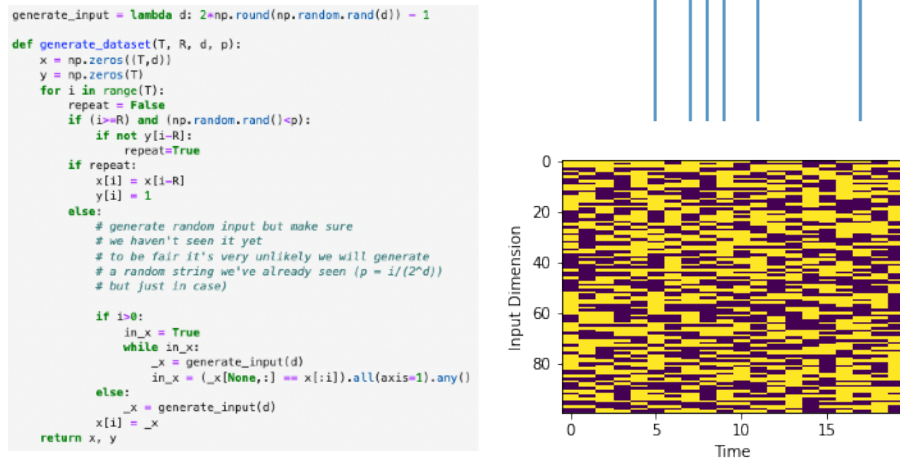 generate_input = lambda d: 2*np.round(np.random.rand(d)) - 1

def generate_dataset(T, R, d, p):
    x = np.zeros((T,d))
    y = np.zeros(T)
    for i in range(T):
        repeat = False
        if (i>=R) and (np.random.rand()<p):
            if not y[i-R]:
                repeat=True
        if repeat:
            x[i] = x[i-R]
            y[i] = 1
        else:
            # generate random input but make sure
            # we haven't seen it yet
            # to be fair it's very unlikely we will generate
            # a random string we've already seen (p = i/(2^d))
            # but just in case)

            if i>0:
                in_x = True
                while in_x:
                    _x = generate_input(d)
                    in_x = (_x[None,:] == x[:i]).all(axis=1).any()
            else:
                _x = generate_input(d)
            x[i] = _x
    return x, y
0
20
40
60
80
Input Dimension
0 5 10 15
Time